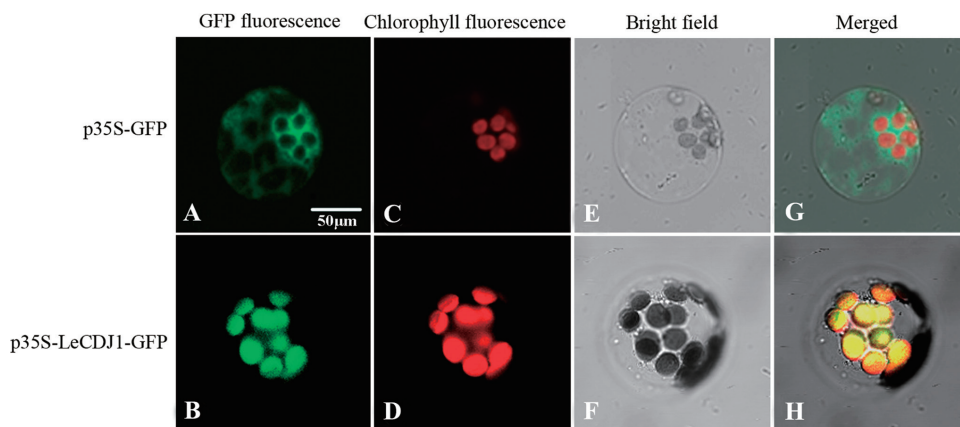 GFP fluorescence
Chlorophyll fluorescence
Bright field
Merged
p35S-GFP
A
50μm
C
E
G
p35S-LeCDJ1-GFP
B
D
F
H